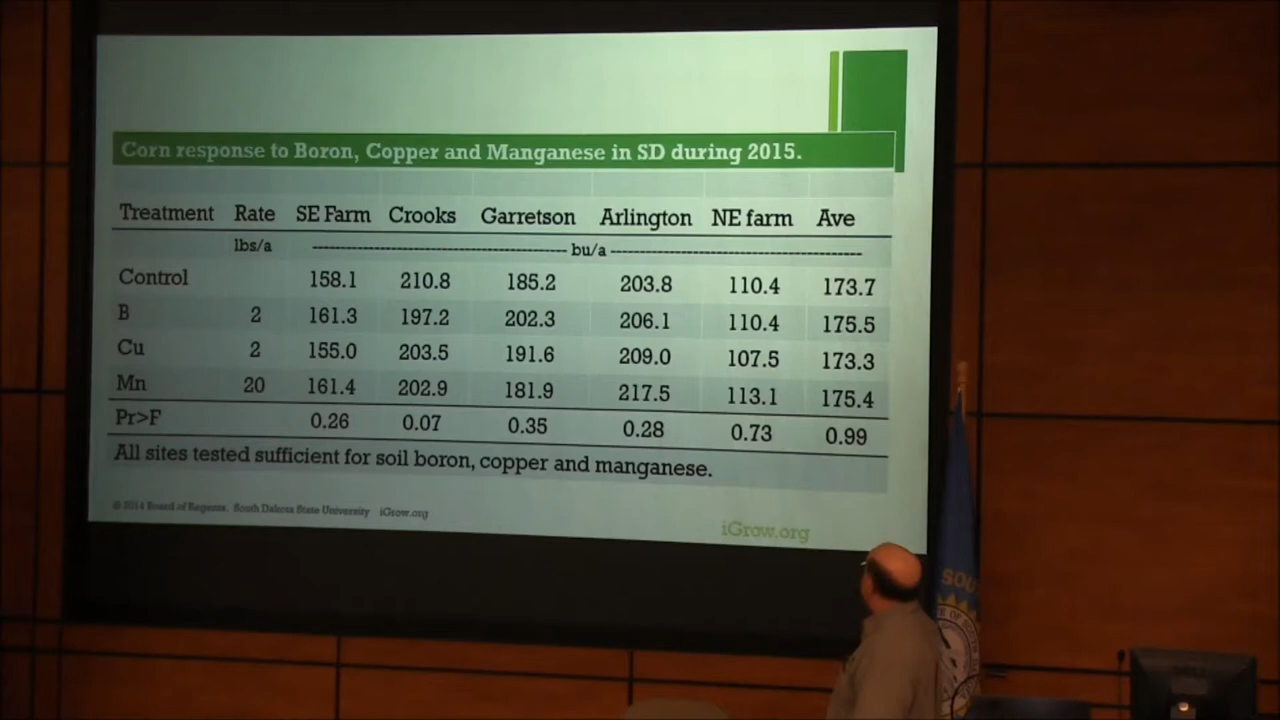 Corn response to Boron, Copper and Manganese in SD during 2015.
Treatment Rate SE Farm Crooks Garretson Arlington NE farm Ave
lbs/a ---------- bu/a ----------
Control 158.1 210.8 185.2 203.8 110.4 173.7
B 2 161.3 197.2 202.3 206.1 110.4 175.5
Cu 2 155.0 203.5 191.6 209.0 107.5 173.3
Mn 20 161.4 202.9 181.9 217.5 113.1 175.4
Pr>F 0.26 0.07 0.35 0.28 0.73 0.99
All sites tested sufficient for soil boron, copper and manganese.
© 2014 Board of Regents, South Dakota State University iGrow.org
iGrow.org
SOU